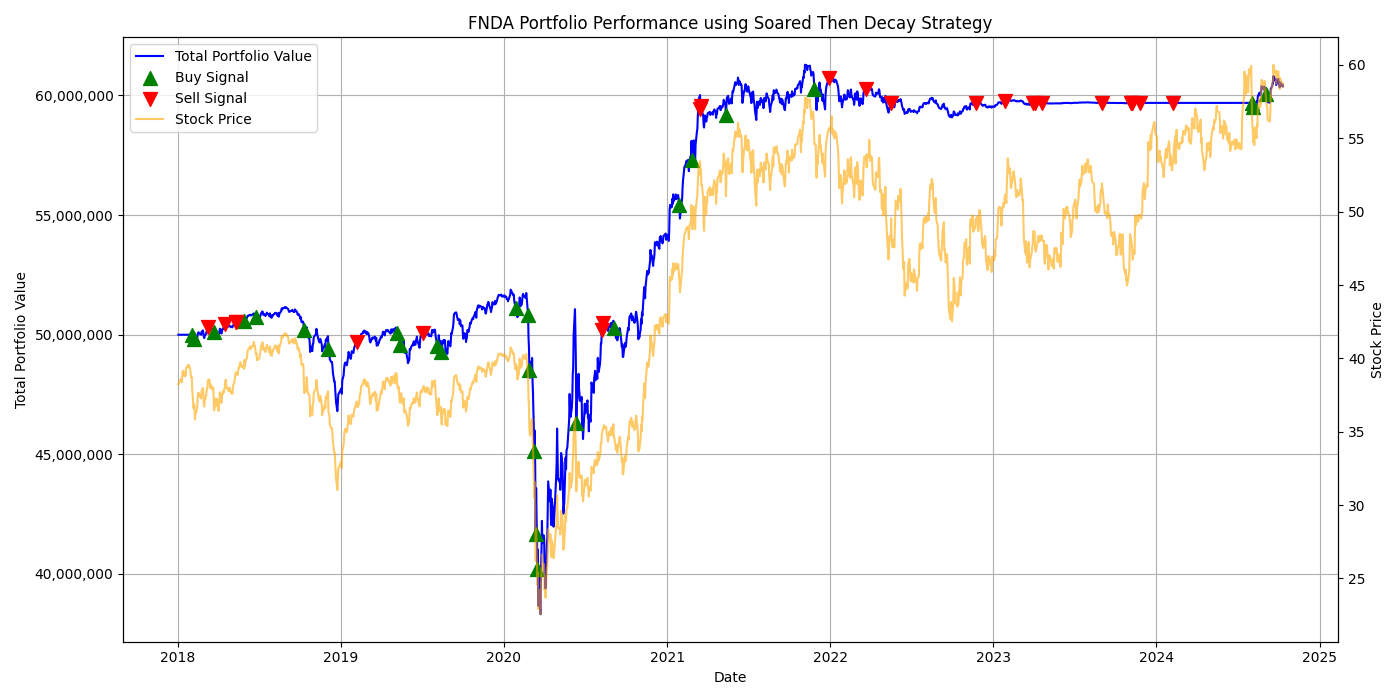 FNDA Portfolio Performance using Soared Then Decay Strategy
Total Portfolio Value
Buy Signal
Sell Signal
Stock Price
60,000,000
55,000,000
50,000,000
45,000,000
40,000,000
Total Portfolio Value
60
55
50
45
40
35
30
25
Stock Price
2018
2019
2020
2021
2022
2023
2024
2025
Date